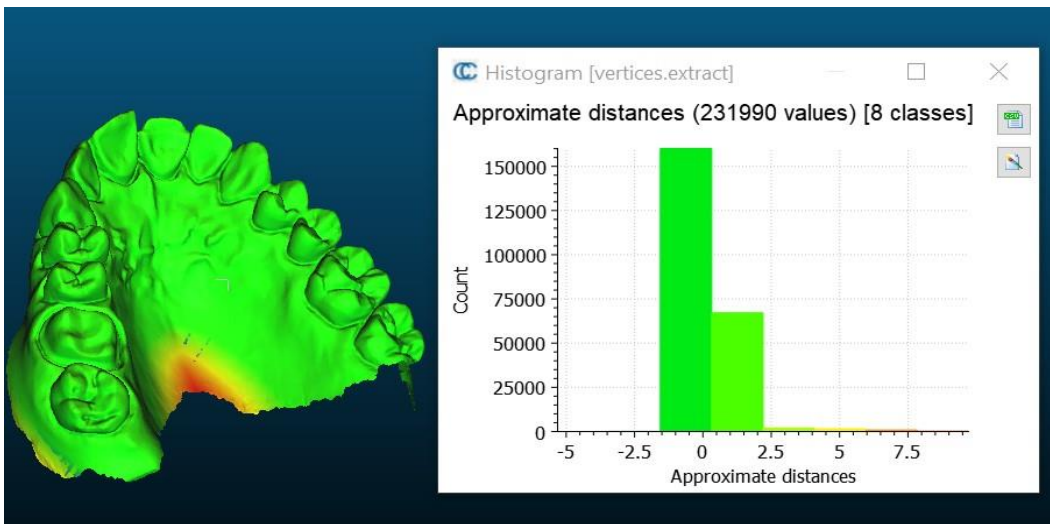 Histogram [vertices.extract]
Approximate distances (231990 values) [8 classes]
150000
125000
100000
75000
50000
25000
0
Count
-5 -2.5 0 2.5 5 7.5
Approximate distances